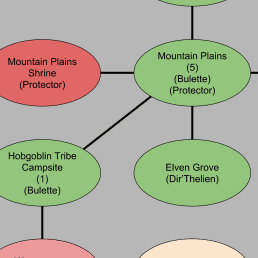 Mountain Plains
Shrine
(Protector)
Mountain Plains
(5)
(Bulette)
(Protector)
Hobgoblin Tribe
Campsite
(1)
(Bulette)
Elven Grove
(Dir'Thelien)